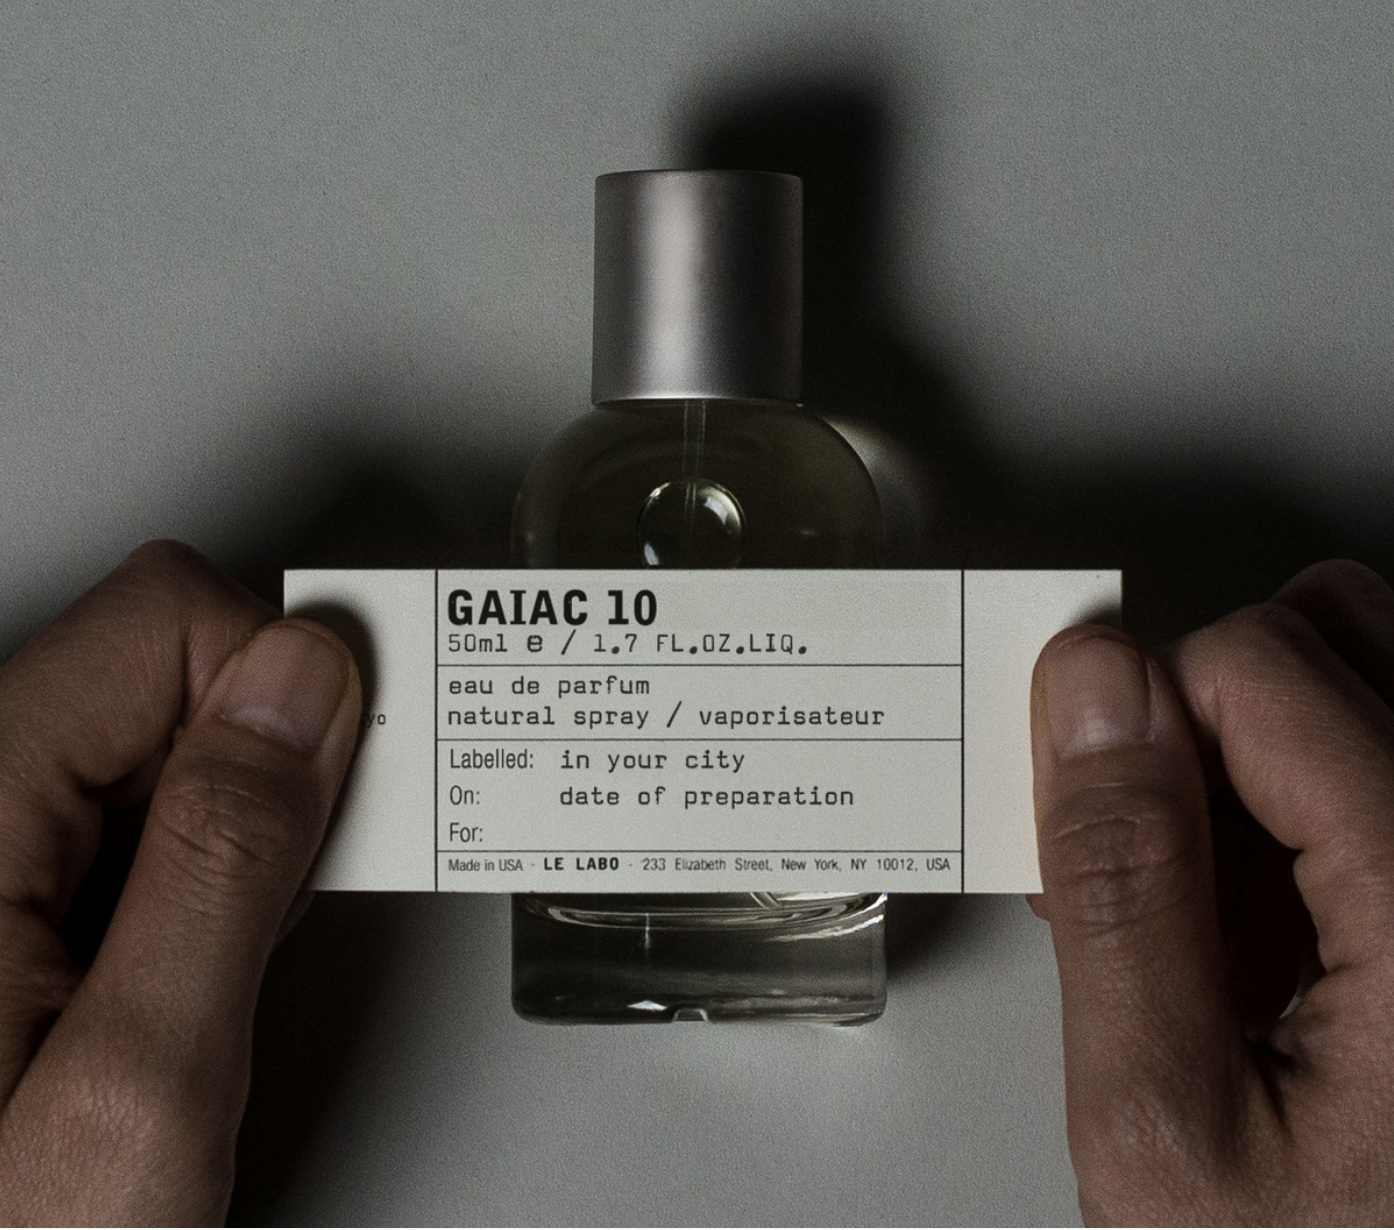 GAIAC 10
50ml e / 1.7 FL.OZ.LIQ.
eau de parfum
natural spray / vaporisateur
Labelled: in your city
On: date of preparation
For:
Made in USA - LE LABO - 233 Elizabeth Street, New York, NY 10012, USA